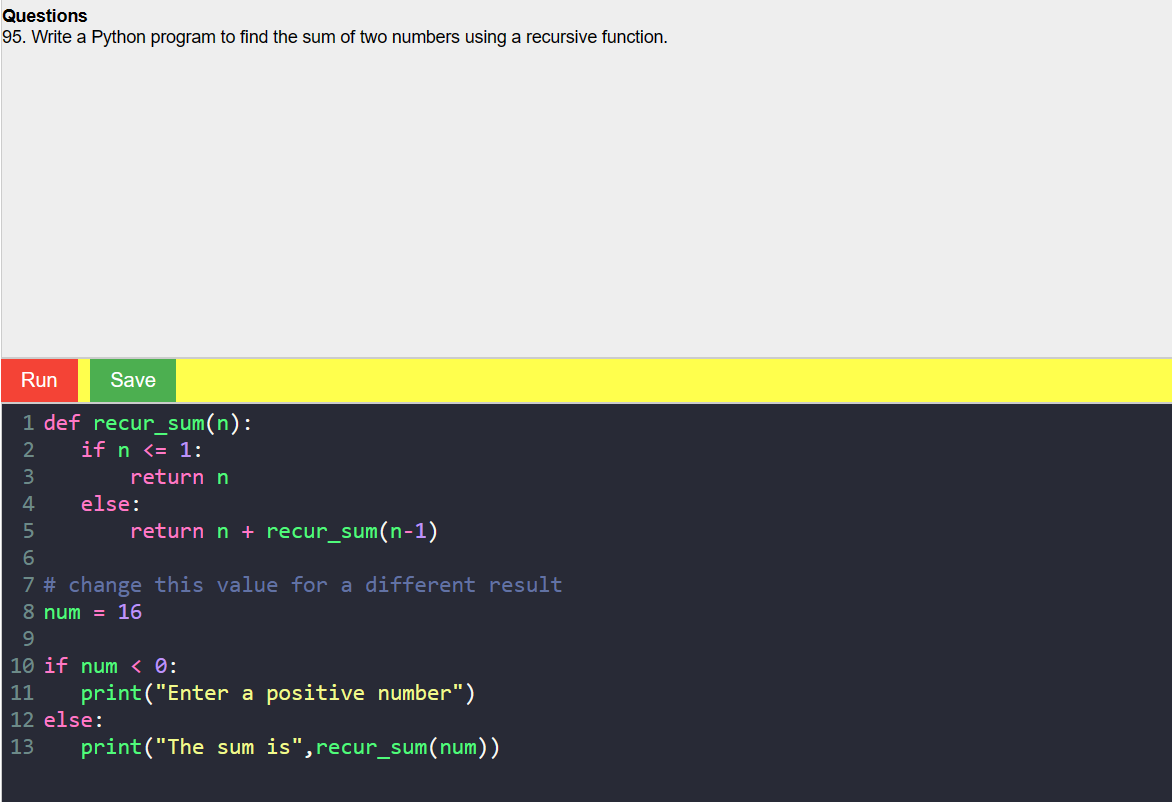 Questions
95. Write a Python program to find the sum of two numbers using a recursive function.
Run Save
1 def recur_sum(n):
2    if n <= 1:
3        return n
4    else:
5        return n + recur_sum(n-1)
6
7 # change this value for a different result
8 num = 16
9
10 if num < 0:
11    print("Enter a positive number")
12 else:
13    print("The sum is",recur_sum(num))